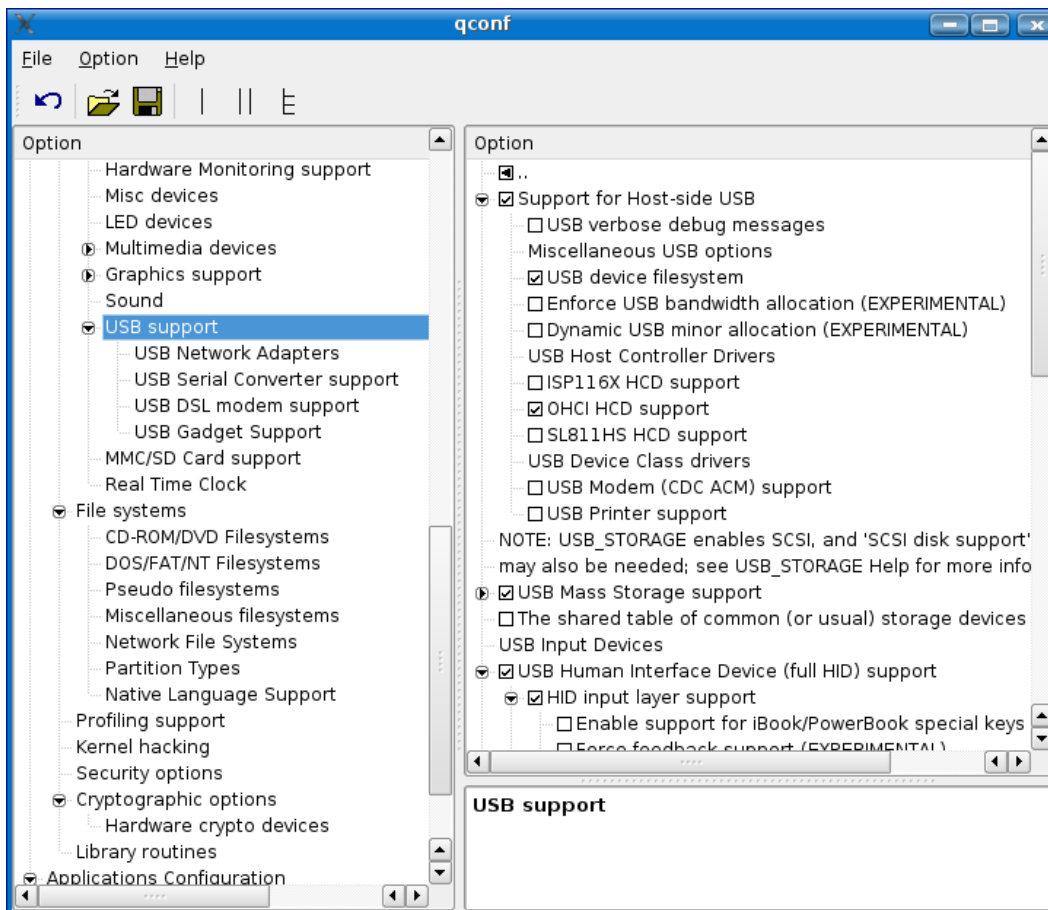 qconf
File Option Help
Option
Hardware Monitoring support
Misc devices
LED devices
Multimedia devices
Graphics support
Sound
USB support
USB Network Adapters
USB Serial Converter support
USB DSL modem support
USB Gadget Support
MMC/SD Card support
Real Time Clock
File systems
CD-ROM/DVD Filesystems
DOS/FAT/NT Filesystems
Pseudo filesystems
Miscellaneous filesystems
Network File Systems
Partition Types
Native Language Support
Profiling support
Kernel hacking
Security options
Cryptographic options
Hardware crypto devices
Library routines
Applications Configuration
Option
..
Support for Host-side USB
USB verbose debug messages
Miscellaneous USB options
USB device filesystem
Enforce USB bandwidth allocation (EXPERIMENTAL)
Dynamic USB minor allocation (EXPERIMENTAL)
USB Host Controller Drivers
ISP116X HCD support
OHCI HCD support
SL811HS HCD support
USB Device Class drivers
USB Modem (CDC ACM) support
USB Printer support
NOTE: USB_STORAGE enables SCSI, and 'SCSI disk support'
may also be needed; see USB_STORAGE Help for more info
USB Mass Storage support
The shared table of common (or usual) storage devices
USB Input Devices
USB Human Interface Device (full HID) support
HID input layer support
Enable support for iBook/PowerBook special keys
Force feedback support (EXPERIMENTAL)
USB support